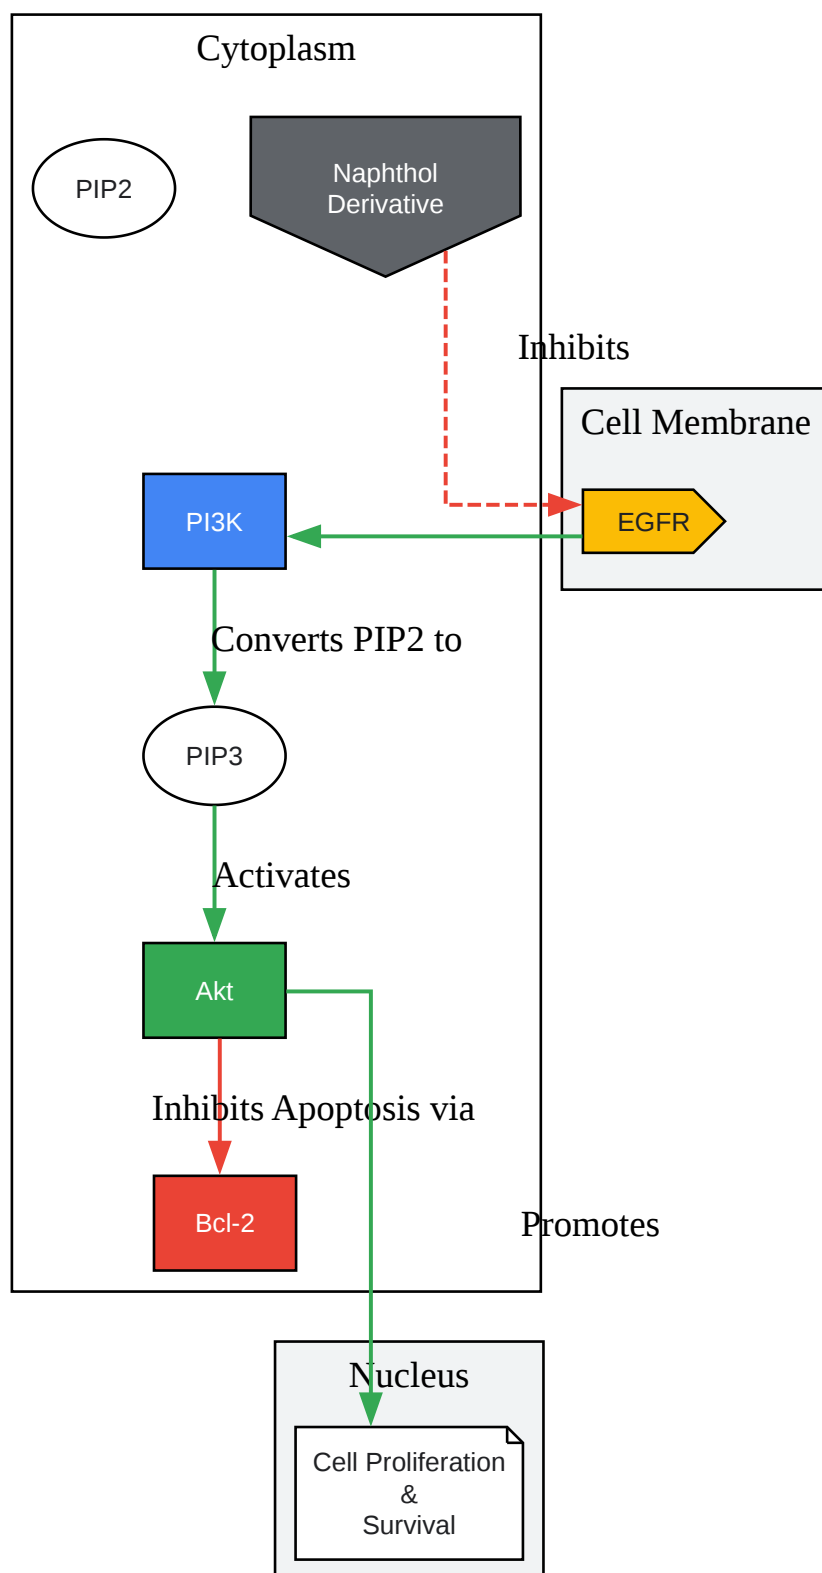 Cytoplasm
PIP2
Naphthol
Derivative
Inhibits
Cell Membrane
PI3K
EGFR
Converts PIP2 to
PIP3
Activates
Akt
Inhibits Apoptosis via
Bcl-2
Promotes
Nucleus
Cell Proliferation
&
Survival